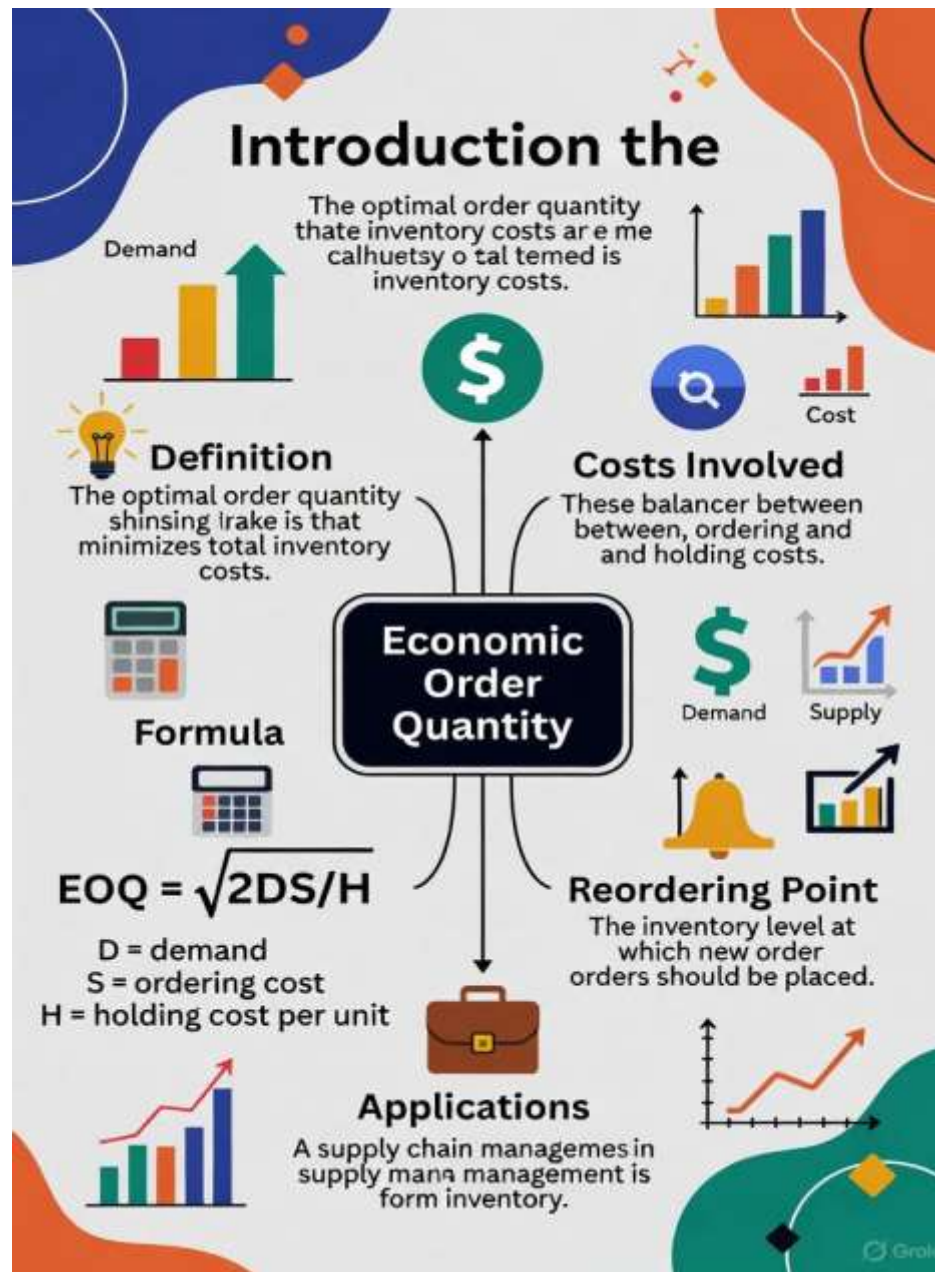 Introduction the
The optimal order quantity
thate inventory costs ar e me
calhuetsy o tal temed is
inventory costs.
Demand
$
Cost
Definition
The optimal order quantity
shinsing lrake is that
minimizes total inventory
costs.
Costs Involved
These balancer between
between, ordering and
and holding costs.
Economic
Order
Quantity
$
Demand
Supply
Formula
EOQ = √2DS/H
D = demand
S = ordering cost
H = holding cost per unit
Reordering Point
The inventory level at
which new order
orders should be placed.
Applications
A supply chain managemes in
supply mana management is
form inventory.
Grok